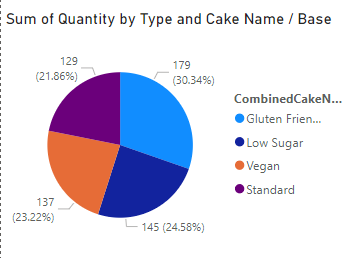 Sum of Quantity by Type and Cake Name / Base
129
(21.86%)
179
(30.34%)
CombinedCakeN...
Gluten Frien...
Low Sugar
Vegan
Standard
137
(23.22%)
145 (24.58%)